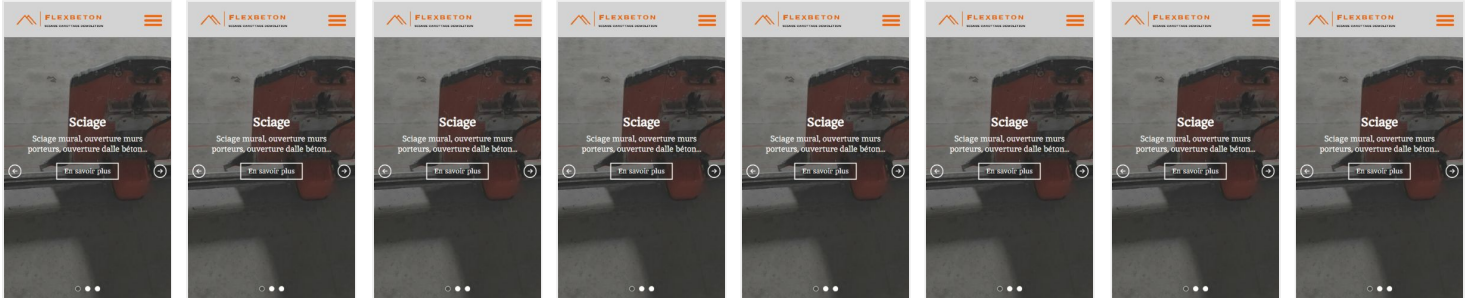 FLEXBETON FLEXBETON FLEXBETON FLEXBETON FLEXBETON FLEXBETON FLEXBETON FLEXBETON
Sciage Sciage Sciage Sciage Sciage Sciage Sciage Sciage
Sciage mural, ouverture murs Sciage mural, ouverture murs Sciage mural, ouverture murs Sciage mural, ouverture murs Sciage mural, ouverture murs Sciage mural, ouverture murs Sciage mural, ouverture murs Sciage mural, ouverture murs
porteurs, ouverture dalle béton... porteurs, ouverture dalle béton... porteurs, ouverture dalle béton... porteurs, ouverture dalle béton... porteurs, ouverture dalle béton... porteurs, ouverture dalle béton... porteurs, ouverture dalle béton... porteurs, ouverture dalle béton...
En savoir plus En savoir plus En savoir plus En savoir plus En savoir plus En savoir plus En savoir plus En savoir plus